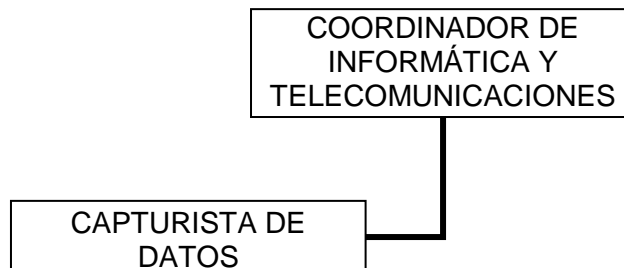 COORDINADOR DE
INFORMÁTICA Y
TELECOMUNICACIONES
CAPTURISTA DE
DATOS